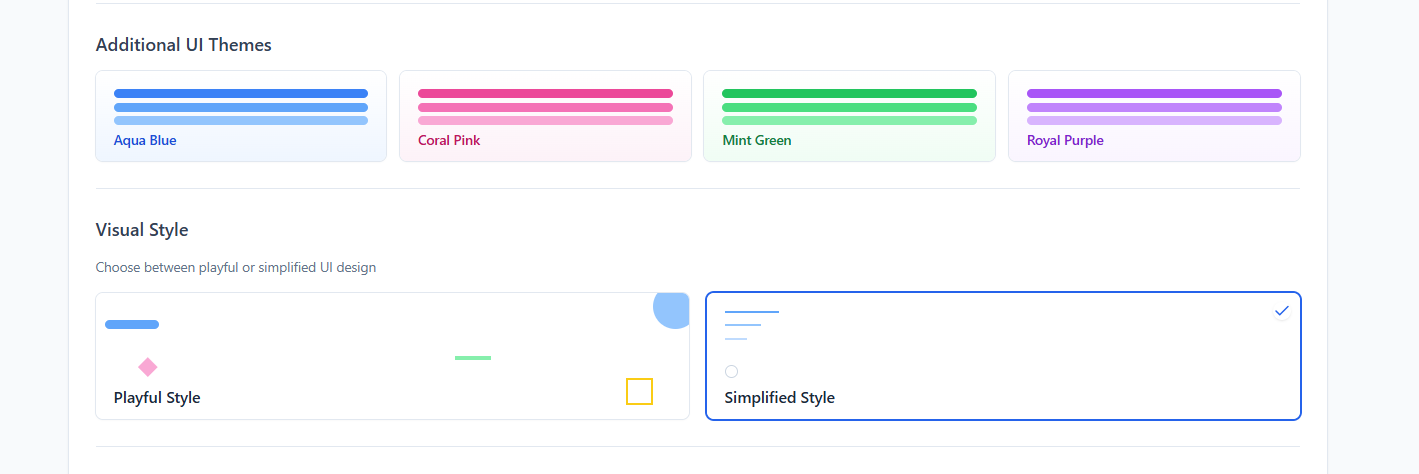 Additional UI Themes
Aqua Blue
Coral Pink
Mint Green
Royal Purple
Visual Style
Choose between playful or simplified UI design
Playful Style
Simplified Style